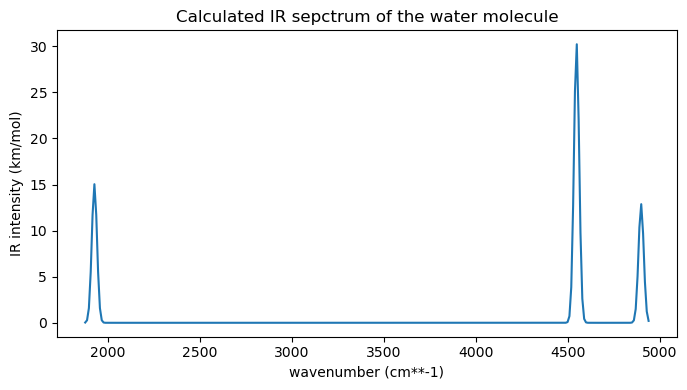 Calculated IR sepctrum of the water molecule
30
25
20
15
10
5
0
IR intensity (km/mol)
2000 2500 3000 3500 4000 4500 5000
wavenumber (cm**-1)